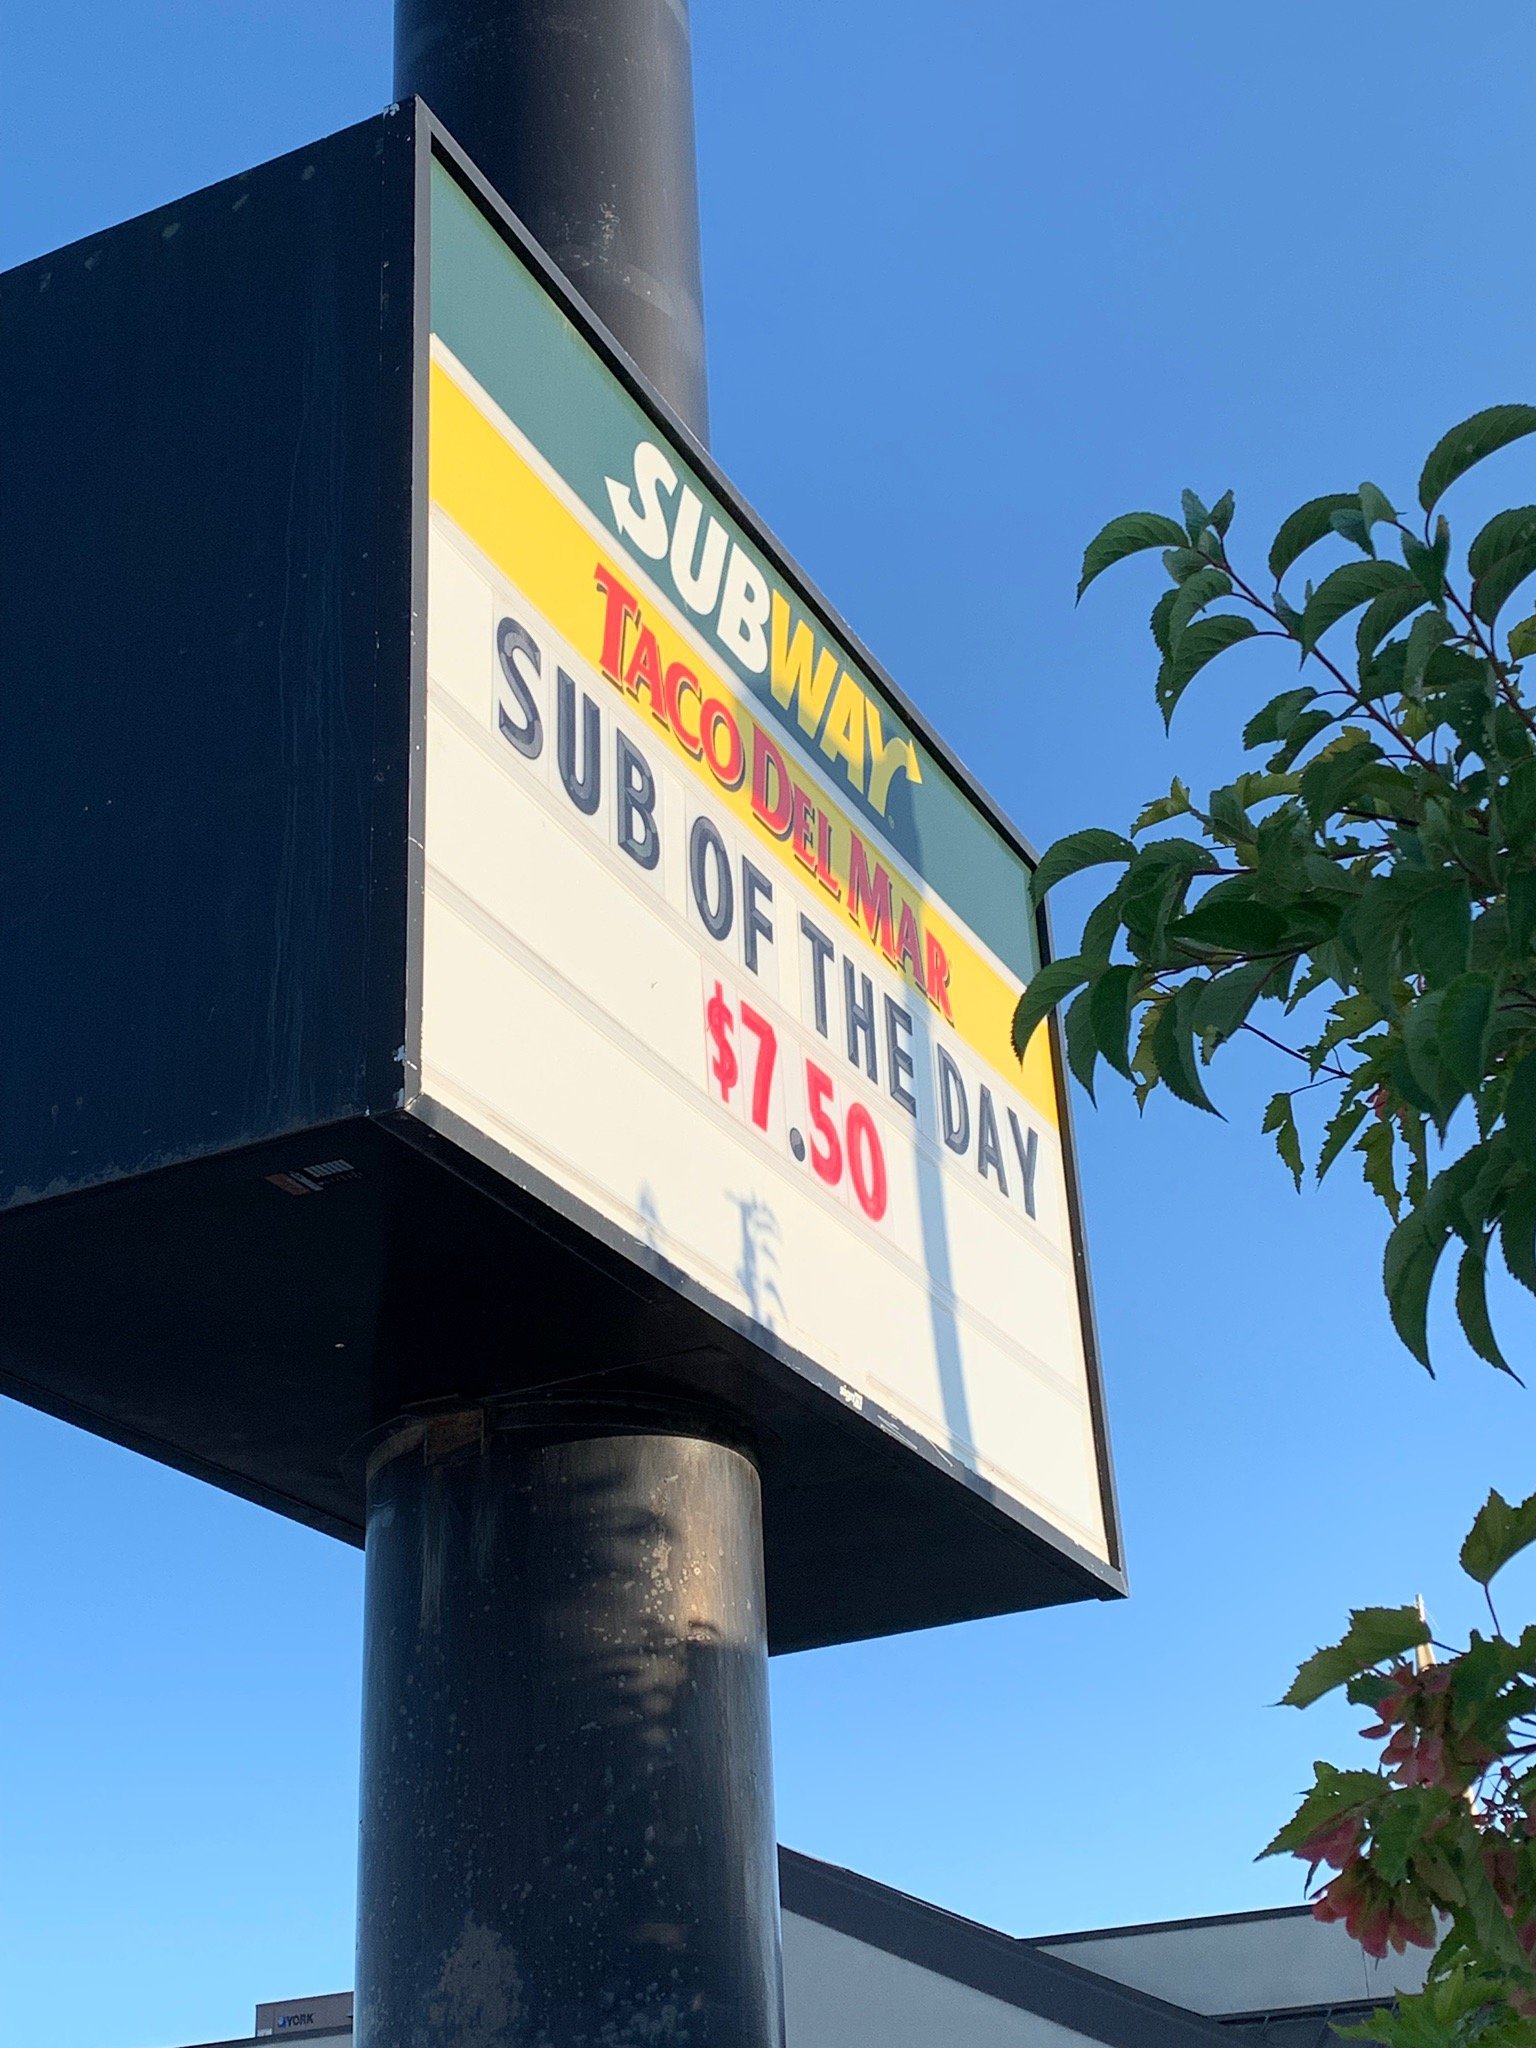 SUBWAY
TACO DEL MAR
SUB OF THE DAY
$7.50
YORK